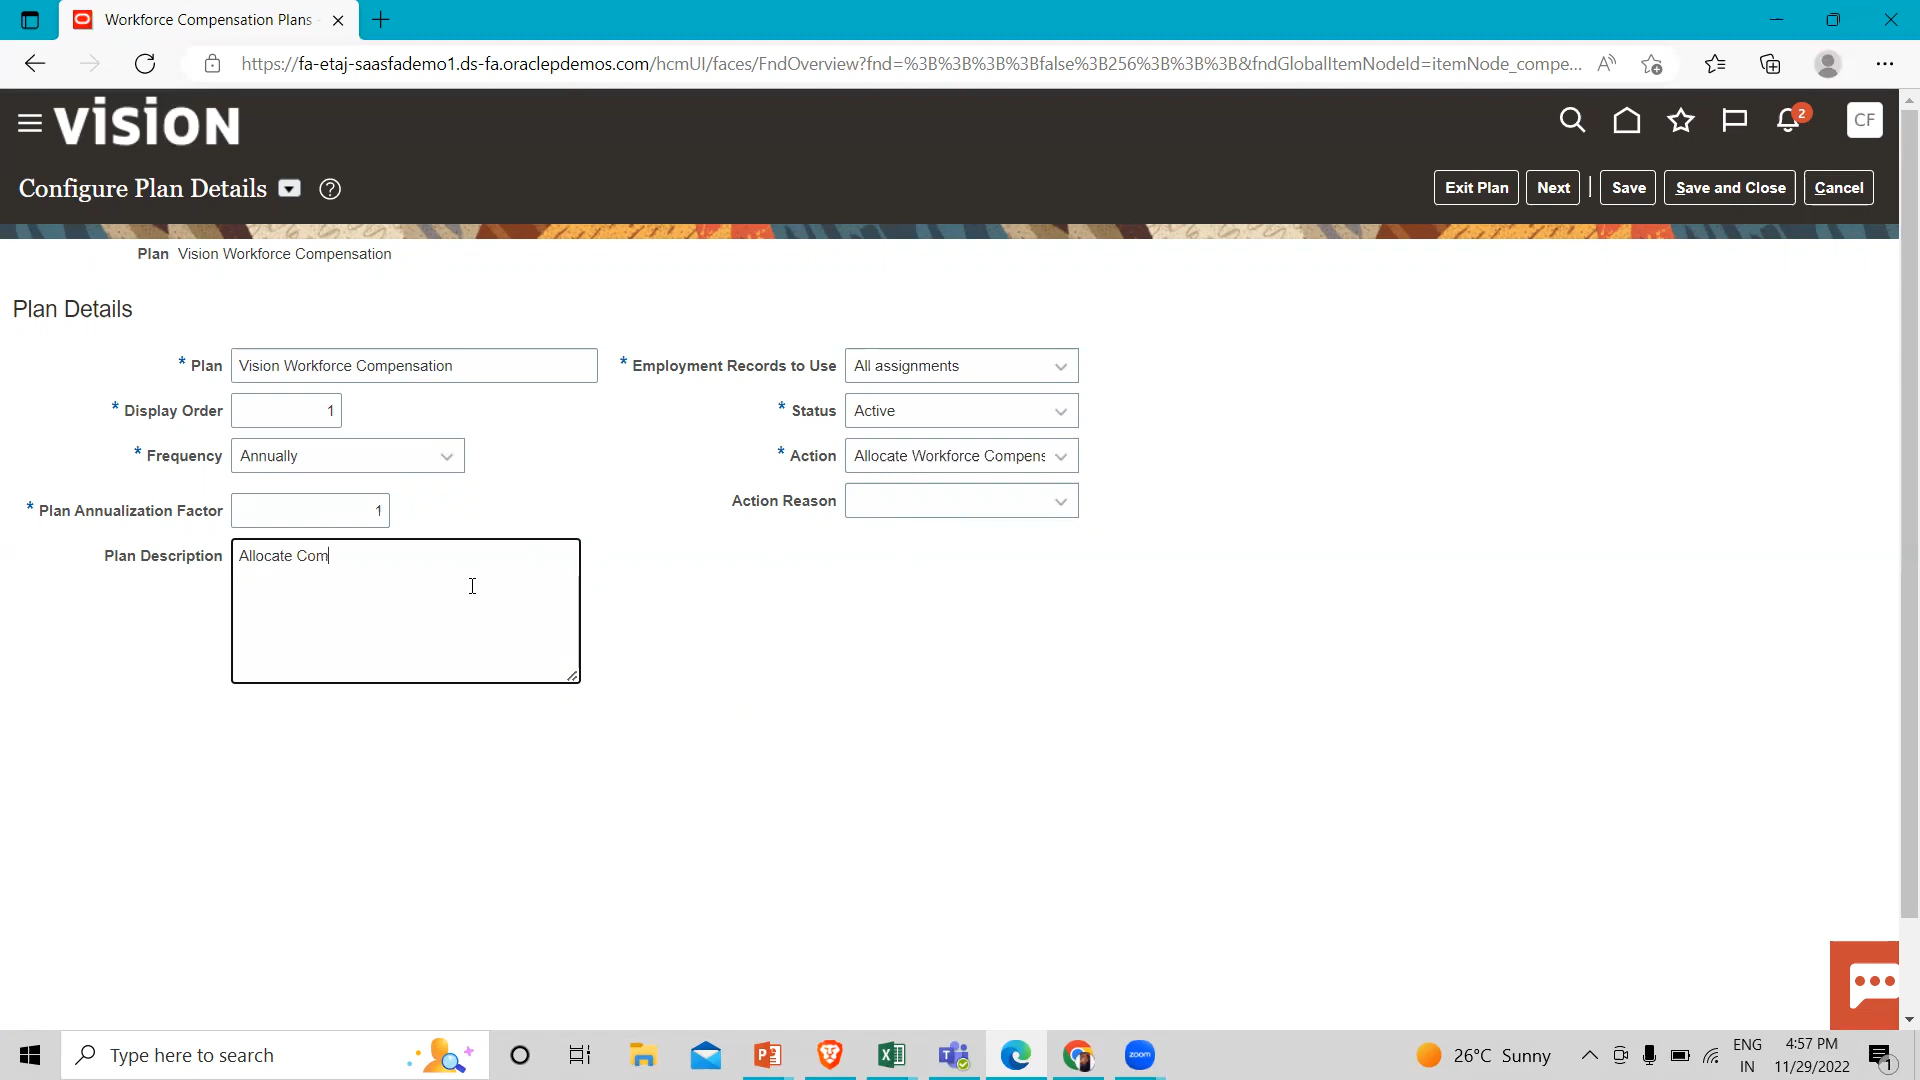 Workforce Compensation Plans
https://fa-etaj-saasfademo1.ds-fa.oraclepdemos.com/hcmUI/faces/FndOverview?fnd=%3B%3B%3B%3Bfalse%3B256%3B%3B%3B&fndGlobalItemNodeId=itemNode_compe...
VISION
2
CF
Configure Plan Details
Exit Plan Next | Save Save and Close Cancel
Plan Vision Workforce Compensation
Plan Details
* Plan Vision Workforce Compensation
* Employment Records to Use All assignments
* Display Order 1
* Status Active
* Frequency Annually
* Action Allocate Workforce Compens
* Plan Annualization Factor 1
Action Reason
Plan Description Allocate Com
Type here to search
zoom
26°C Sunny
ENG
IN
4:57 PM
11/29/2022
1